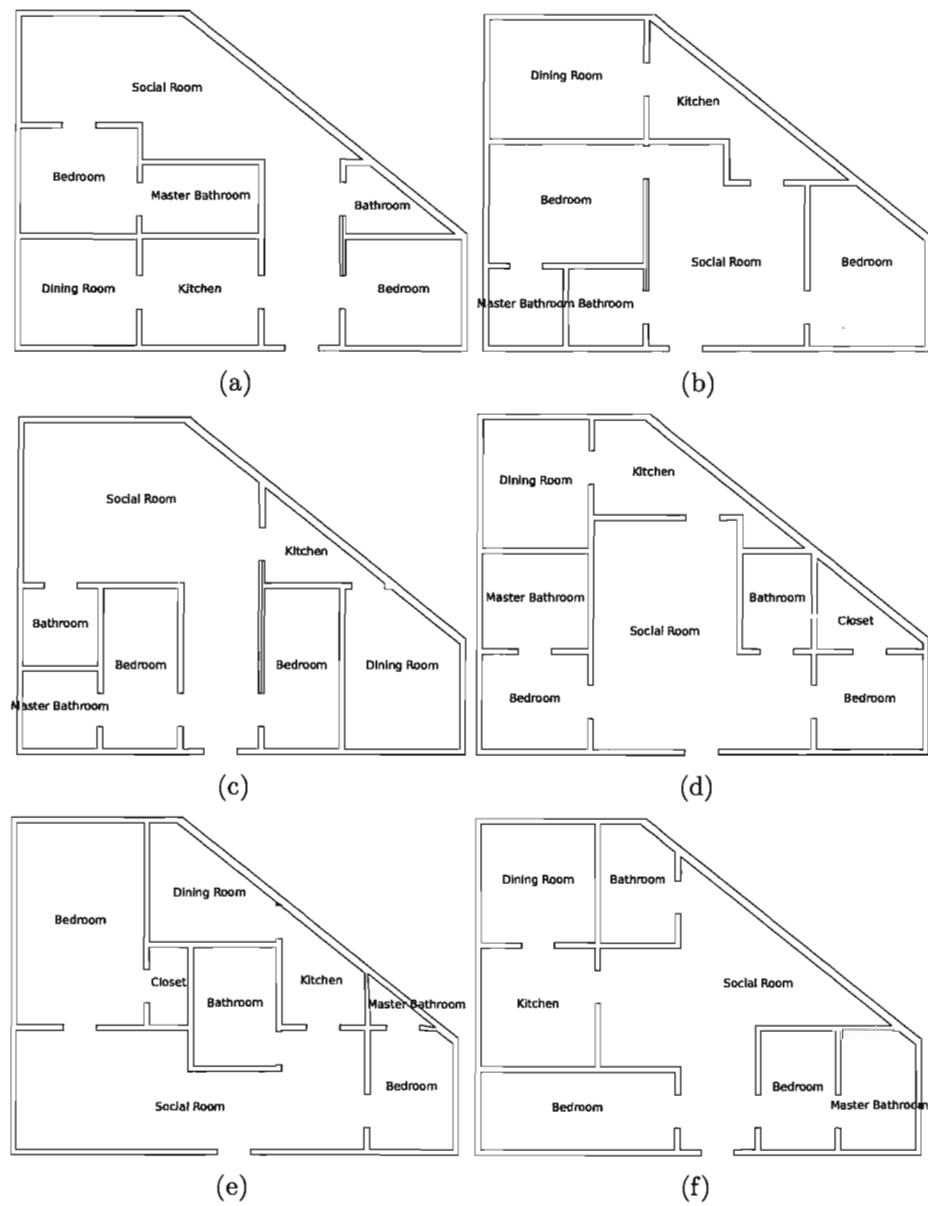 Social Room
Bedroom
Master Bathroom
Bathroom
Dining Room Kitchen Bedroom
(a)
Dining Room
Kitchen
Bedroom
Social Room Bedroom
Master Bathroom Bathroom
(b)
Social Room
Kitchen
Bathroom
Bedroom Bedroom Dining Room
Master Bathroom
(c)
Kitchen
Dining Room
Master Bathroom Bathroom
Closet
Social Room
Bedroom Bedroom
(d)
Dining Room
Bedroom
Closet Kitchen
Bathroom Master Bathroom
Bedroom
Social Room
(e)
Dining Room Bathroom
Social Room
Kitchen
Bedroom
Bedroom Master Bathroom
(f)